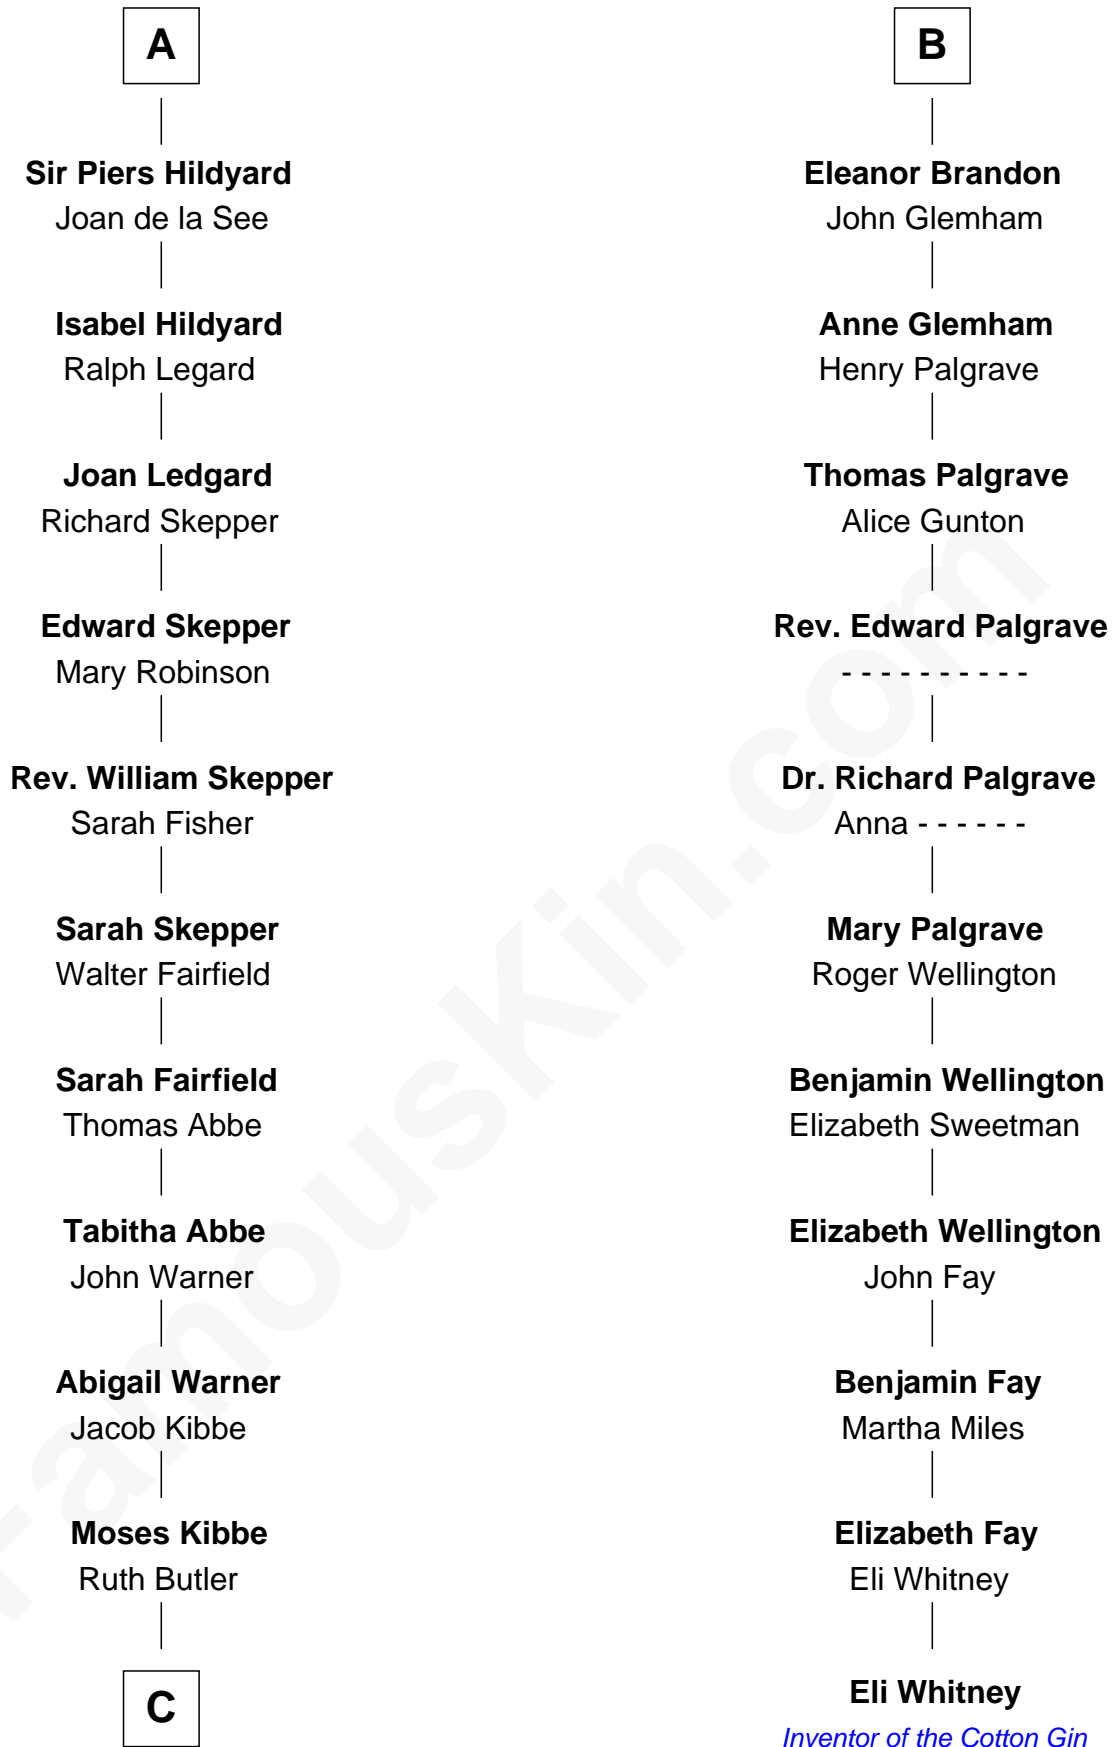 A
Sir Piers Hildyard
Joan de la See
Isabel Hildyard
Ralph Legard
Joan Ledgard
Richard Skepper
Edward Skepper
Mary Robinson
Rev. William Skepper
Sarah Fisher
Sarah Skepper
Walter Fairfield
Sarah Fairfield
Thomas Abbe
Tabitha Abbe
John Warner
Abigail Warner
Jacob Kibbe
Moses Kibbe
Ruth Butler
C
B
Eleanor Brandon
John Glemham
Anne Glemham
Henry Palgrave
Thomas Palgrave
Alice Gunton
Rev. Edward Palgrave
- - - - - - - - - -
Dr. Richard Palgrave
Anna - - - - - -
Mary Palgrave
Roger Wellington
Benjamin Wellington
Elizabeth Sweetman
Elizabeth Wellington
John Fay
Benjamin Fay
Martha Miles
Elizabeth Fay
Eli Whitney
Eli Whitney
Inventor of the Cotton Gin
FamousKin.com